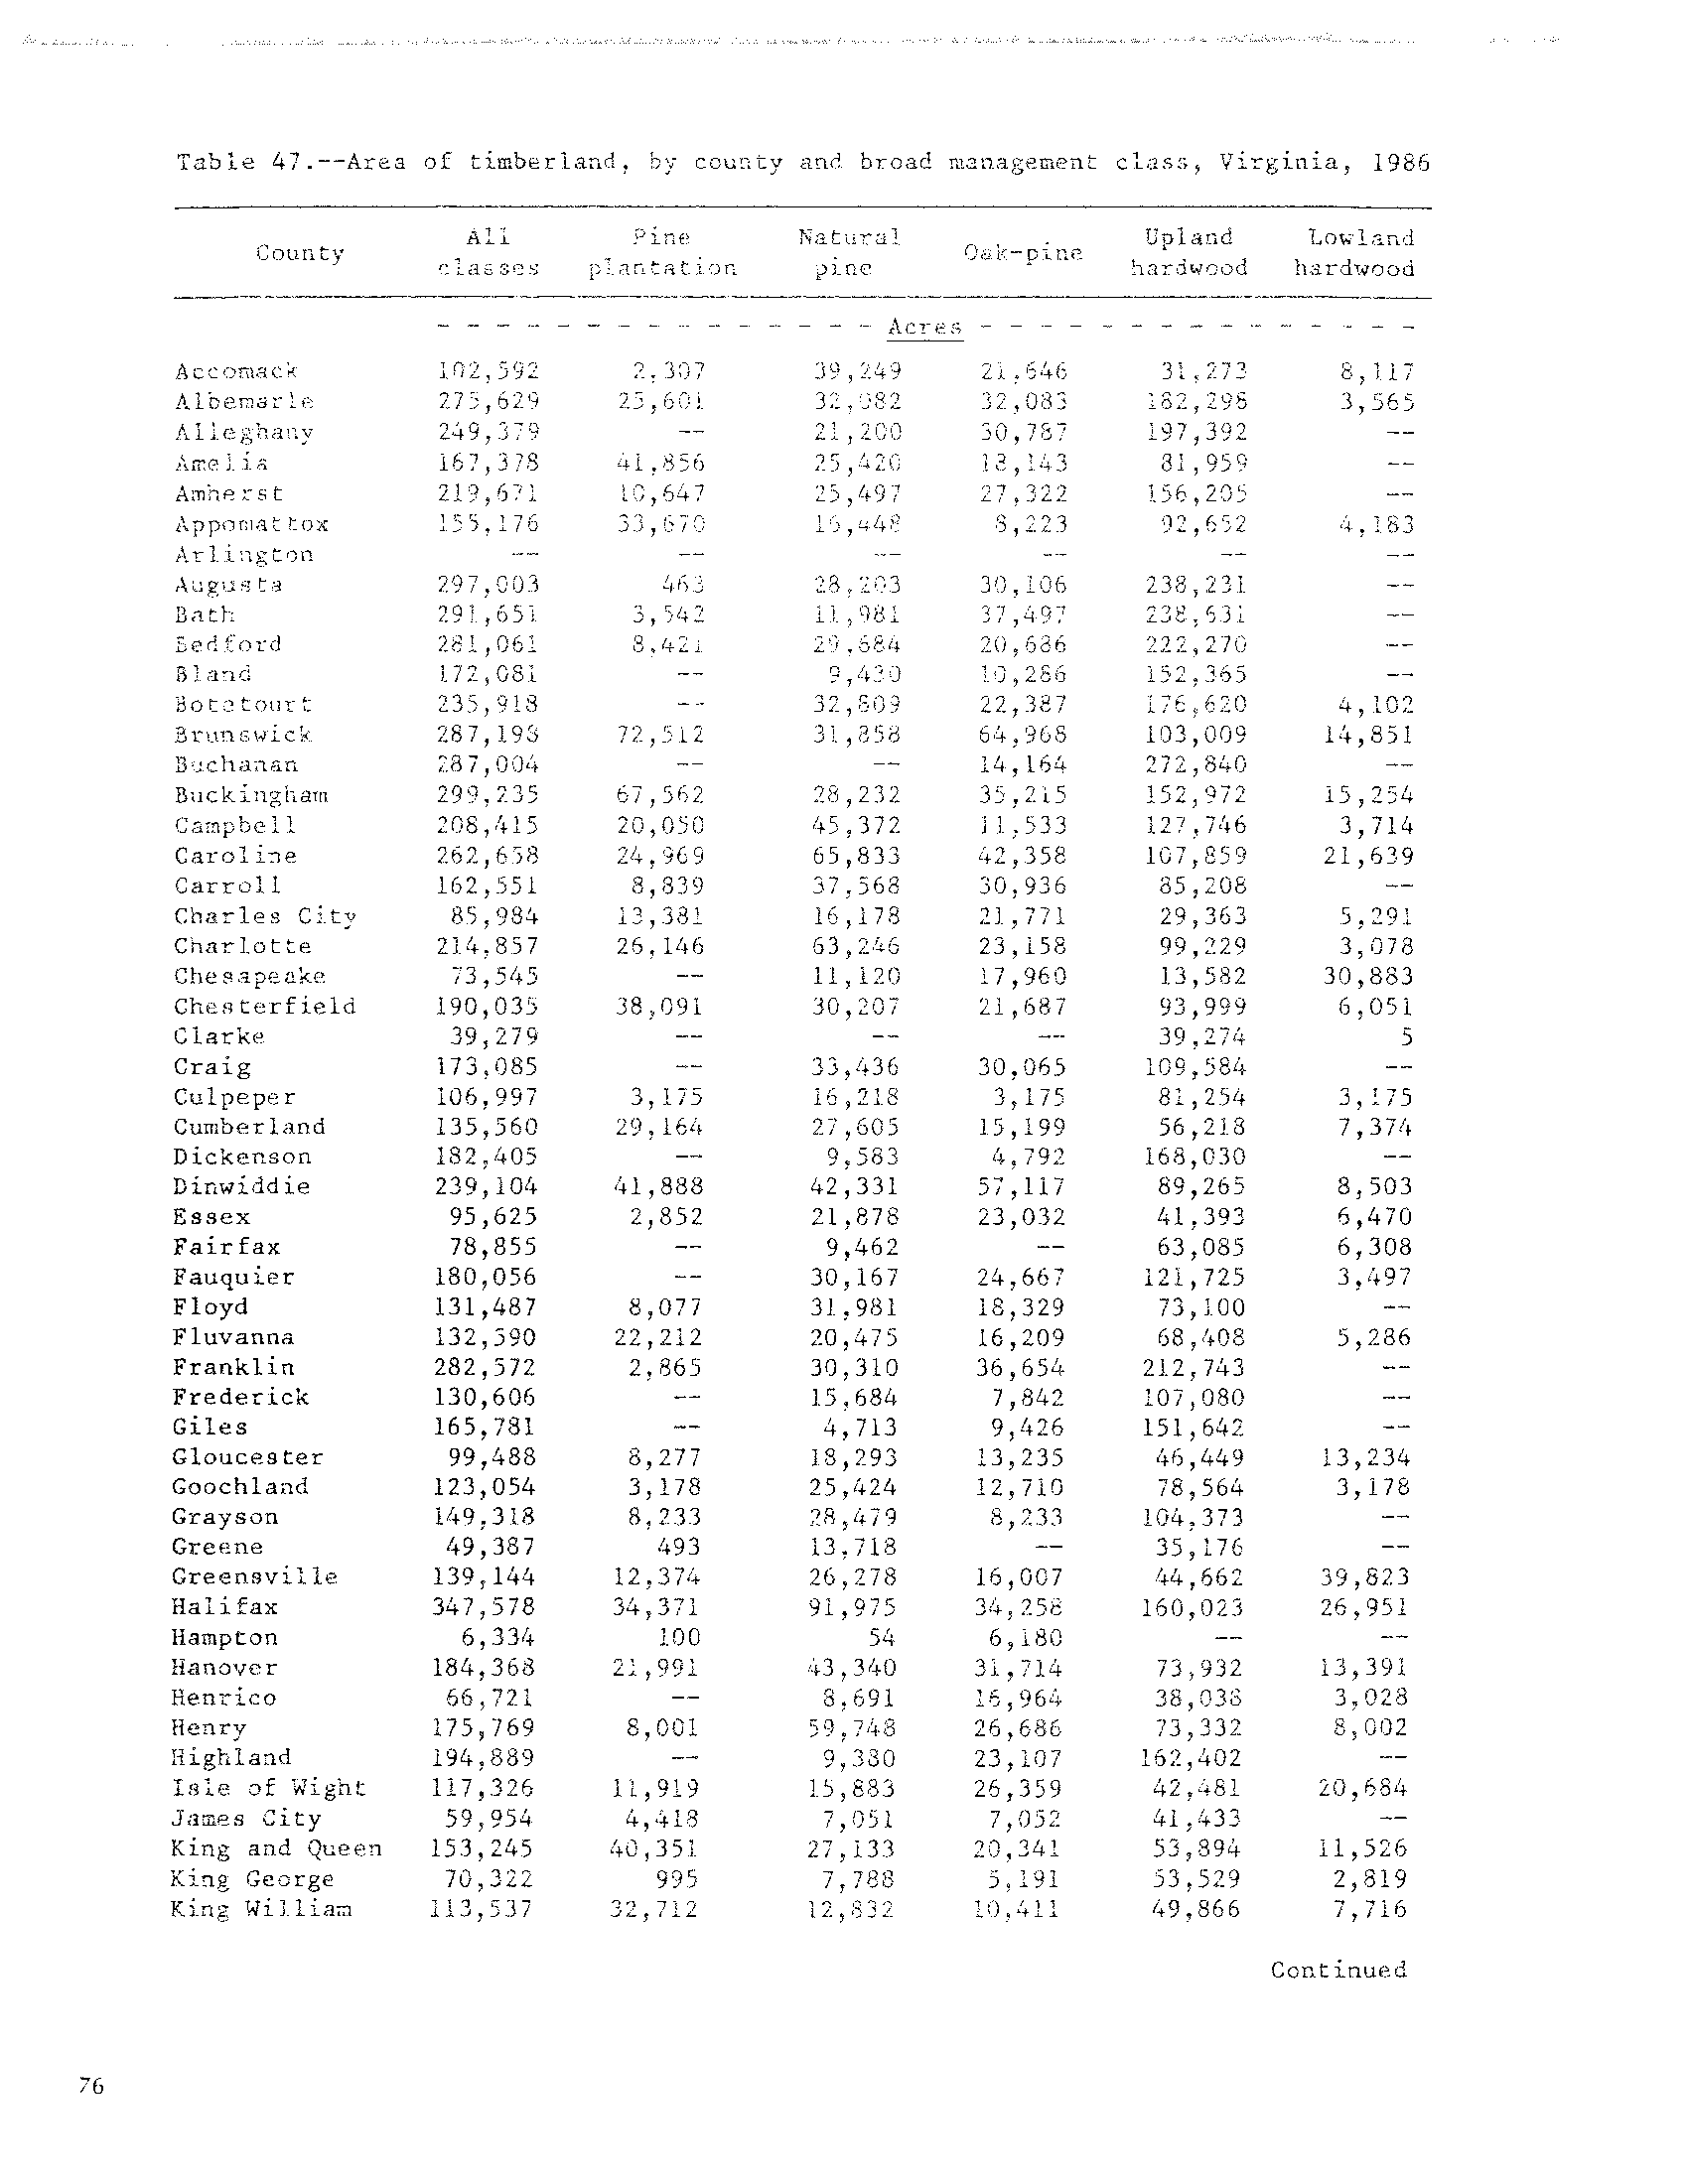 Table 47.--Area of timberland, by county and broad management class, Virginia, 1986
County All classes Pine plantation Natural pine Oak-pine Upland hardwood Lowland hardwood
- - - - - - - - - - - - - - - Acres - - - - - - - - - - - - - - -
Accomack 102,592 2,307 39,249 21,646 31,273 8,117
Albemarle 275,629 25,601 32,082 32,083 182,298 3,565
Alleghany 249,379 -- 21,200 30,787 197,392 --
Amelia 167,378 41,856 25,420 18,143 81,959 --
Amherst 219,671 10,647 25,497 27,322 156,205 --
Appomattox 155,176 33,670 16,448 8,223 92,652 4,183
Arlington -- -- -- -- -- --
Augusta 297,003 463 28,203 30,106 238,231 --
Bath 291,651 3,542 11,981 37,497 238,631 --
Bedford 281,061 8,421 29,684 20,686 222,270 --
Bland 172,081 -- 9,430 10,286 152,365 --
Botetourt 235,918 -- 32,809 22,387 176,620 4,102
Brunswick 287,198 72,512 31,858 64,968 103,009 14,851
Buchanan 287,004 -- -- 14,164 272,840 --
Buckingham 299,235 67,562 28,232 35,215 152,972 15,254
Campbell 208,415 20,050 45,372 11,533 127,746 3,714
Caroline 262,658 24,969 65,833 42,358 107,859 21,639
Carroll 162,551 8,839 37,568 30,936 85,208 --
Charles City 85,984 13,381 16,178 21,771 29,363 5,291
Charlotte 214,857 26,146 63,246 23,158 99,229 3,078
Chesapeake 73,545 -- 11,120 17,960 13,582 30,883
Chesterfield 190,035 38,091 30,207 21,687 93,999 6,051
Clarke 39,279 -- -- -- 39,274 5
Craig 173,085 -- 33,436 30,065 109,584 --
Culpeper 106,997 3,175 16,218 3,175 81,254 3,175
Cumberland 135,560 29,164 27,605 15,199 56,218 7,374
Dickenson 182,405 -- 9,583 4,792 168,030 --
Dinwiddie 239,104 41,888 42,331 57,117 89,265 8,503
Essex 95,625 2,852 21,878 23,032 41,393 6,470
Fairfax 78,855 -- 9,462 -- 63,085 6,308
Fauquier 180,056 -- 30,167 24,667 121,725 3,497
Floyd 131,487 8,077 31,981 18,329 73,100 --
Fluvanna 132,590 22,212 20,475 16,209 68,408 5,286
Franklin 282,572 2,865 30,310 36,654 212,743 --
Frederick 130,606 -- 15,684 7,842 107,080 --
Giles 165,781 -- 4,713 9,426 151,642 --
Gloucester 99,488 8,277 18,293 13,235 46,449 13,234
Goochland 123,054 3,178 25,424 12,710 78,564 3,178
Grayson 149,318 8,233 28,479 8,233 104,373 --
Greene 49,387 493 13,718 -- 35,176 --
Greensville 139,144 12,374 26,278 16,007 44,662 39,823
Halifax 347,578 34,371 91,975 34,258 160,023 26,951
Hampton 6,334 100 54 6,180 -- --
Hanover 184,368 21,991 43,340 31,714 73,932 13,391
Henrico 66,721 -- 8,691 16,964 38,038 3,028
Henry 175,769 8,001 59,748 26,686 73,332 8,002
Highland 194,889 -- 9,380 23,107 162,402 --
Isle of Wight 117,326 11,919 15,883 26,359 42,481 20,684
James City 59,954 4,418 7,051 7,052 41,433 --
King and Queen 153,245 40,351 27,133 20,341 53,894 11,526
King George 70,322 995 7,788 5,191 53,529 2,819
King William 113,537 32,712 12,832 10,411 49,866 7,716
Continued
76